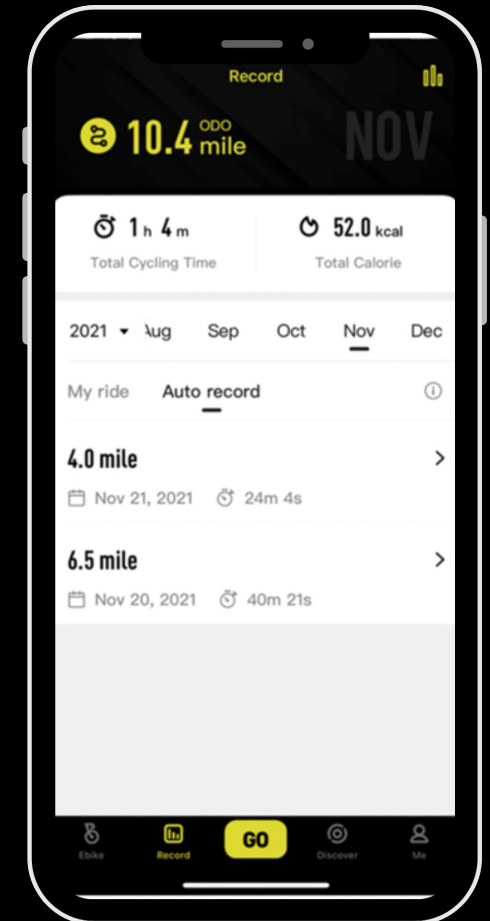 Record
10.4 ODO mile
NOV
1 h 4 m
52.0 kcal
Total Cycling Time
Total Calorie
2021 Aug Sep Oct Nov Dec
My ride Auto record
4.0 mile
Nov 21, 2021 24m 4s
6.5 mile
Nov 20, 2021 40m 21s
GO
Ebike Record Discover Me